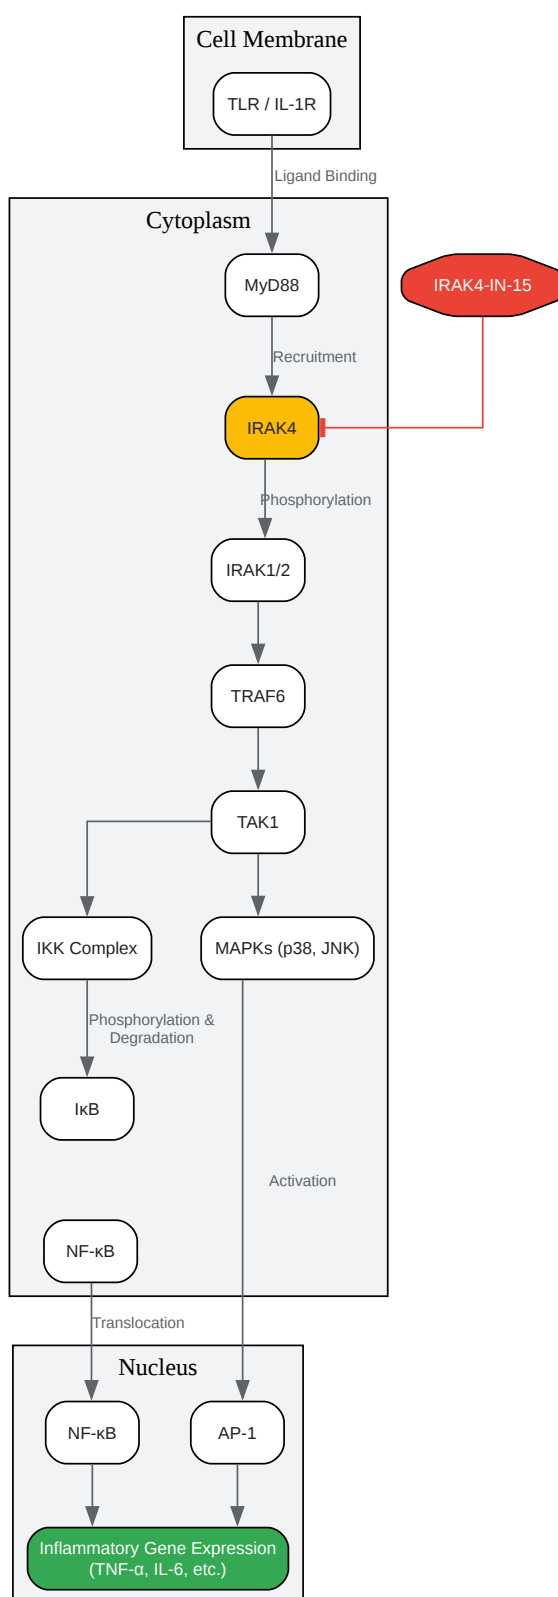 Cell Membrane
TLR / IL-1R
Ligand Binding
Cytoplasm
MyD88
IRAK4-IN-15
Recruitment
IRAK4
Phosphorylation
IRAK1/2
TRAF6
TAK1
IKK Complex
MAPKs (p38, JNK)
Phosphorylation &
Degradation
IκB
Activation
NF-κB
Translocation
Nucleus
NF-κB
AP-1
Inflammatory Gene Expression
(TNF-α, IL-6, etc.)